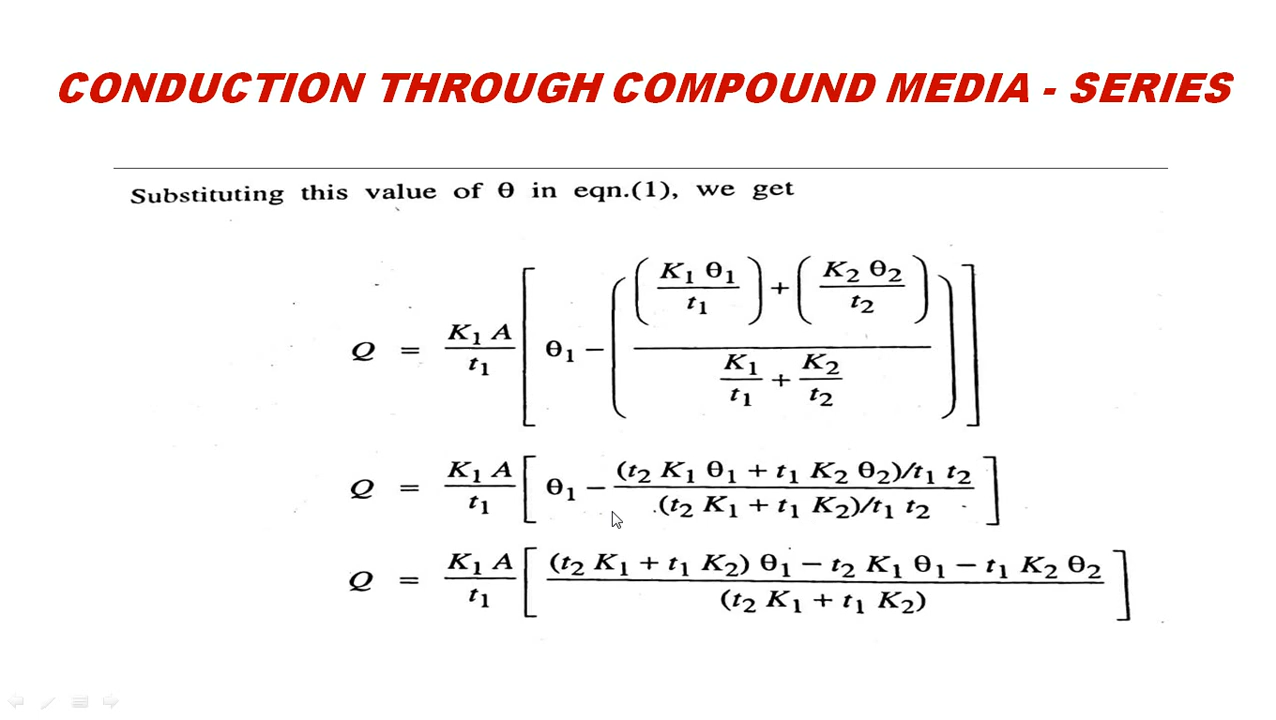 CONDUCTION THROUGH COMPOUND MEDIA - SERIES
Substituting this value of θ in eqn.(1), we get
Q = K₁ A / t₁ [ θ₁ − ( ( (K₁ θ₁ / t₁) + (K₂ θ₂ / t₂) ) / ( K₁ / t₁ + K₂ / t₂ ) ) ]
Q = K₁ A / t₁ [ θ₁ − (t₂ K₁ θ₁ + t₁ K₂ θ₂)/t₁ t₂ / (t₂ K₁ + t₁ K₂)/t₁ t₂ ]
Q = K₁ A / t₁ [ (t₂ K₁ + t₁ K₂) θ₁ − t₂ K₁ θ₁ − t₁ K₂ θ₂ / (t₂ K₁ + t₁ K₂) ]